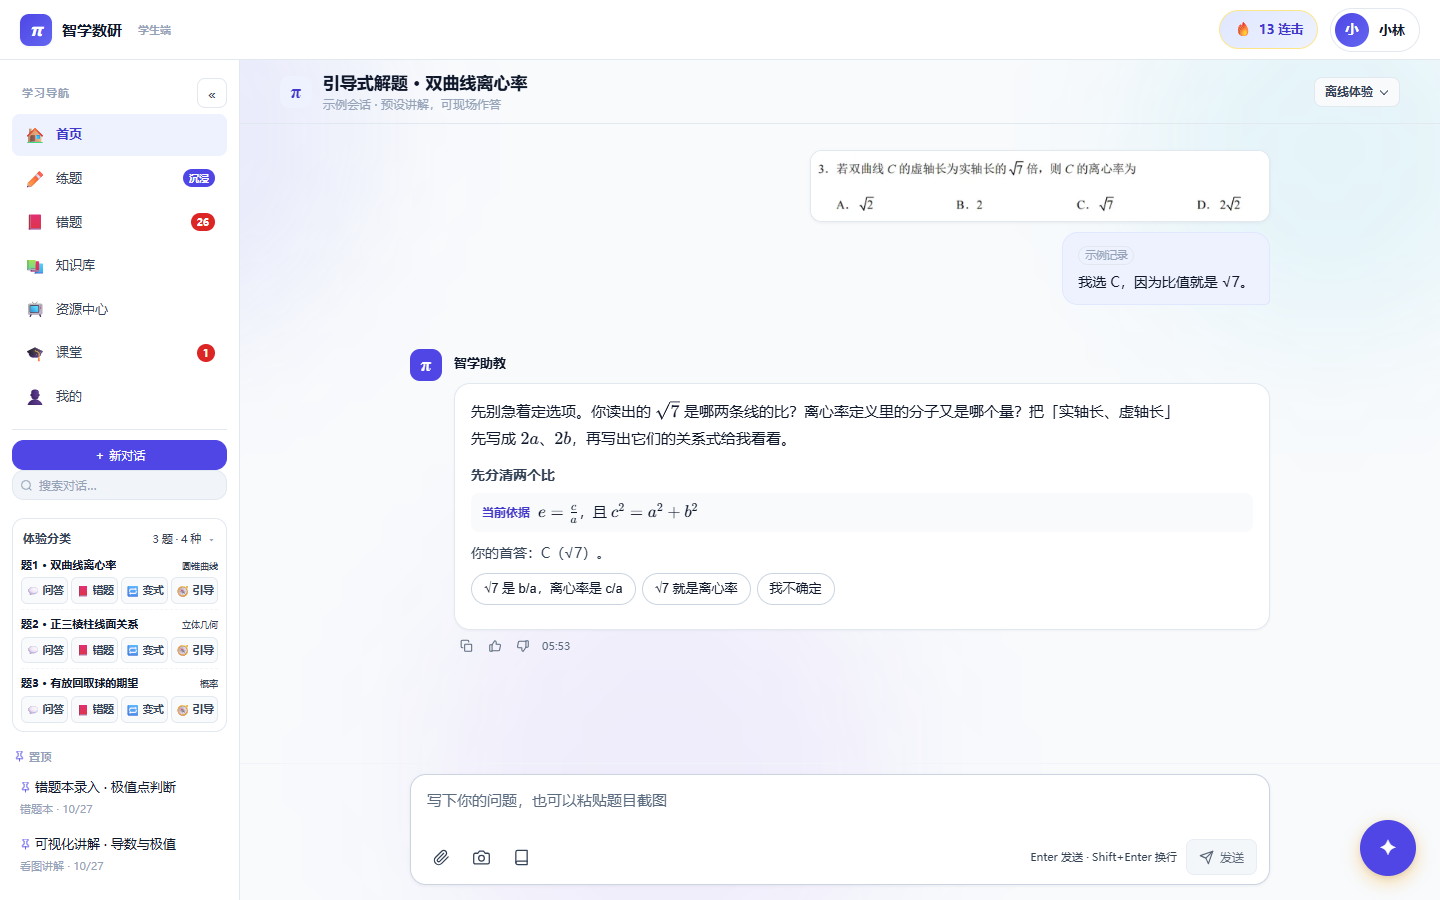 π 智学数研 学生端
13 连击
小 小林
学习导航 «
首页
练题 沉浸
错题 26
知识库
资源中心
课堂 1
我的
+ 新对话
搜索对话...
体验分类 3 题 · 4 种
题1 • 双曲线离心率 圆锥曲线
问答 错题 变式 引导
题2 • 正三棱柱线面关系 立体几何
问答 错题 变式 引导
题3 • 有放回取球的期望 概率
问答 错题 变式 引导
置顶
错题本录入 · 极值点判断
错题本 · 10/27
可视化讲解 · 导数与极值
看图讲解 · 10/27
π 引导式解题 • 双曲线离心率
示例会话 · 预设讲解，可现场作答
离线体验
3. 若双曲线 C 的虚轴长为实轴长的 √7 倍，则 C 的离心率为
A. √2 B. 2 C. √7 D. 2√2
示例记录
我选 C，因为比值就是 √7。
π 智学助教
先别急着定选项。你读出的 √7 是哪两条线的比？离心率定义里的分子又是哪个量？把「实轴长、虚轴长」
先写成 2a、2b，再写出它们的关系式给我看看。
先分清两个比
当前依据 e = c/a，且 c² = a² + b²
你的首答：C（√7）。
√7 是 b/a，离心率是 c/a √7 就是离心率 我不确定
05:53
写下你的问题，也可以粘贴题目截图
Enter 发送 · Shift+Enter 换行 发送